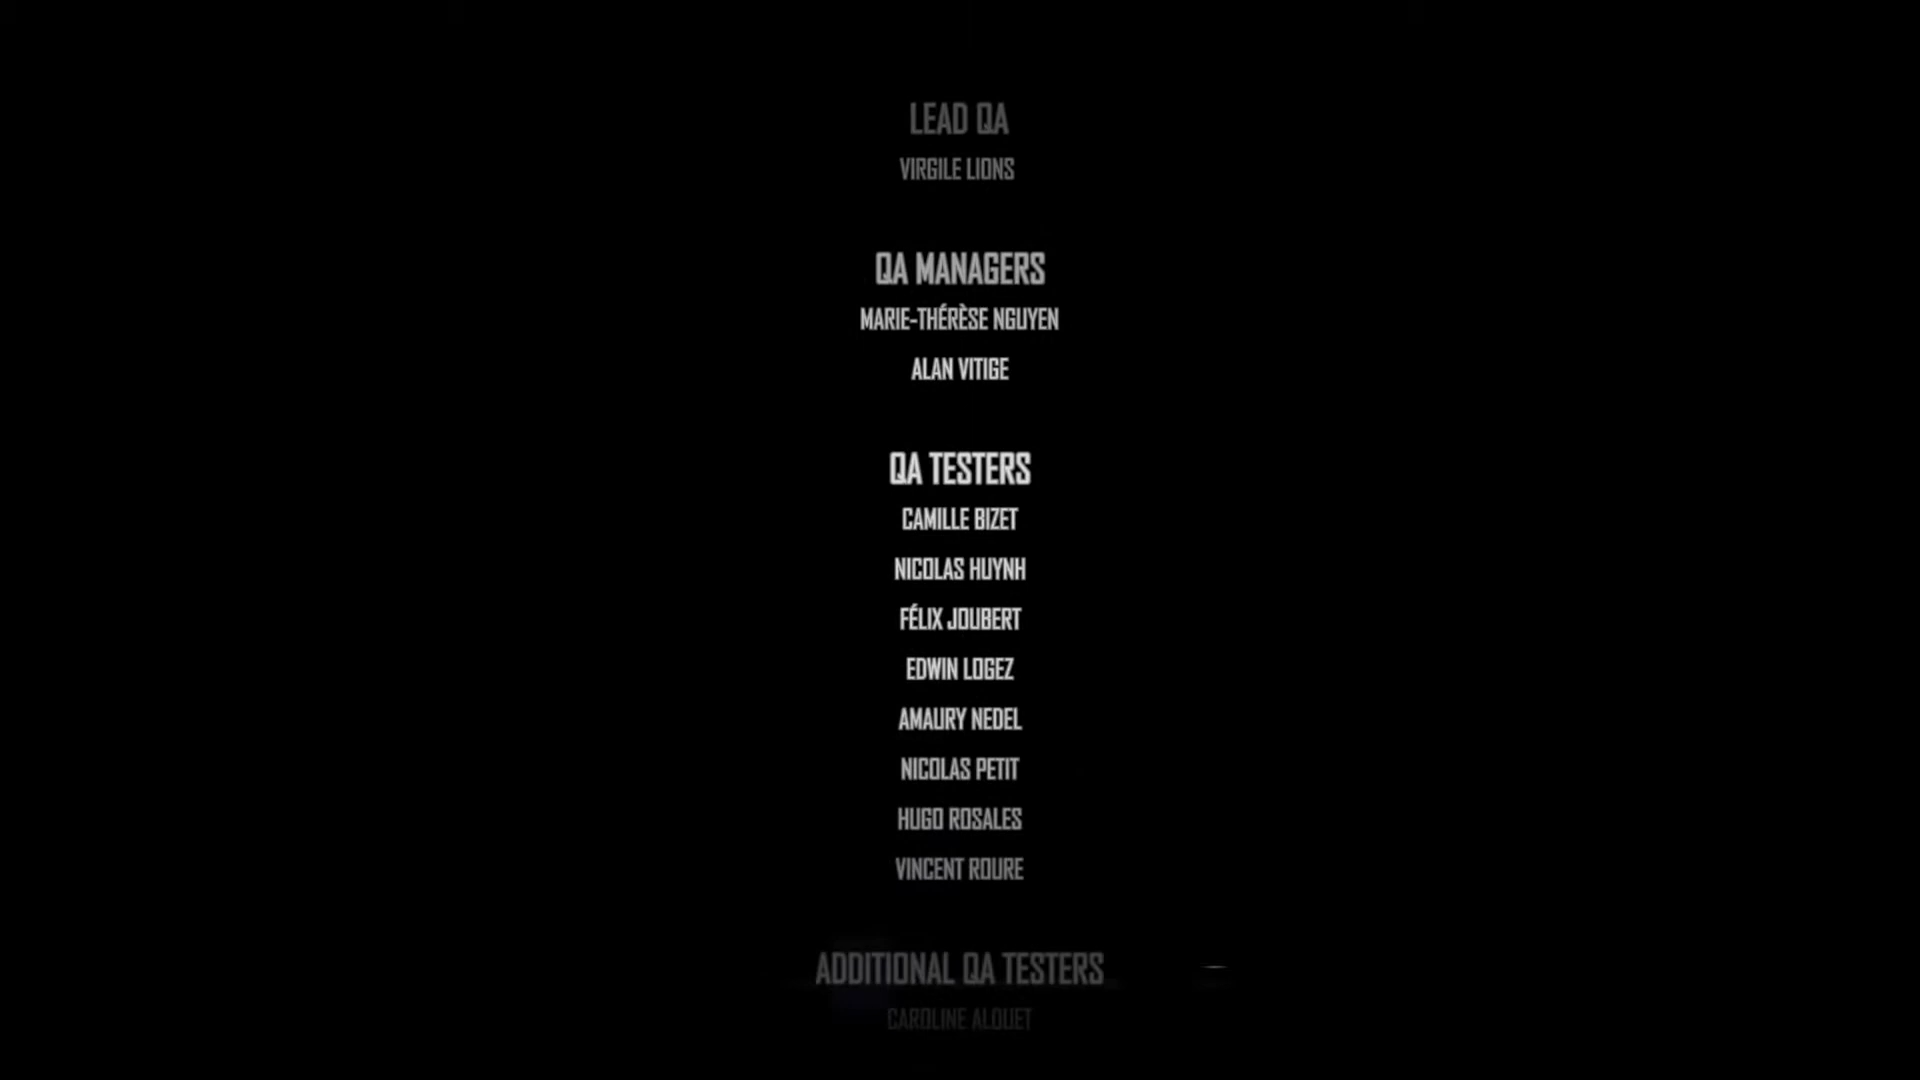 LEAD QA
VIRGILE LIONS
QA MANAGERS
MARIE-THÉRÈSE NGUYEN
ALAN VITIGE
QA TESTERS
CAMILLE BIZET
NICOLAS HUYNH
FÉLIX JOUBERT
EDWIN LOGEZ
AMAURY NEDEL
NICOLAS PETIT
HUGO ROSALES
VINCENT ROURE
ADDITIONAL QA TESTERS
CAROLINE ALOUET